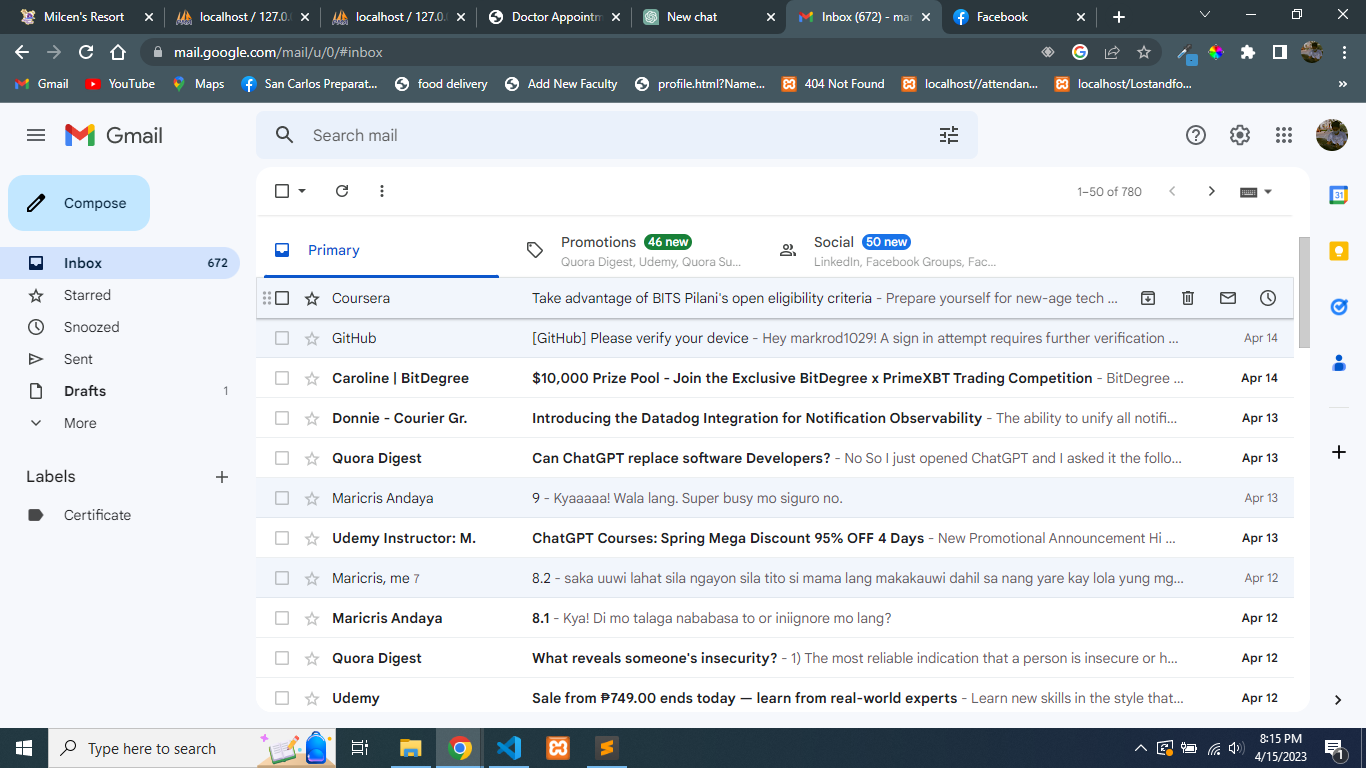 Milcen's Resort
localhost / 127.0.
localhost / 127.0.
Doctor Appointm
New chat
Inbox (672) - mar
Facebook
mail.google.com/mail/u/0/#inbox
Gmail
YouTube
Maps
San Carlos Preparat...
food delivery
Add New Faculty
profile.html?Name...
404 Not Found
localhost//attendan...
localhost/Lostandfo...
»
Gmail
Search mail
Compose
1–50 of 780
Inbox 672
Starred
Snoozed
Sent
Drafts 1
More
Labels
Certificate
Primary
Promotions 46 new
Quora Digest, Udemy, Quora Su...
Social 50 new
LinkedIn, Facebook Groups, Fac...
Coursera Take advantage of BITS Pilani's open eligibility criteria - Prepare yourself for new-age tech ...
GitHub [GitHub] Please verify your device - Hey markrod1029! A sign in attempt requires further verification ... Apr 14
Caroline | BitDegree $10,000 Prize Pool - Join the Exclusive BitDegree x PrimeXBT Trading Competition - BitDegree ... Apr 14
Donnie - Courier Gr. Introducing the Datadog Integration for Notification Observability - The ability to unify all notifi... Apr 13
Quora Digest Can ChatGPT replace software Developers? - No So I just opened ChatGPT and I asked it the follo... Apr 13
Maricris Andaya 9 - Kyaaaaa! Wala lang. Super busy mo siguro no. Apr 13
Udemy Instructor: M. ChatGPT Courses: Spring Mega Discount 95% OFF 4 Days - New Promotional Announcement Hi ... Apr 13
Maricris, me 7 8.2 - saka uuwi lahat sila ngayon sila tito si mama lang makakauwi dahil sa nang yare kay lola yung mg... Apr 12
Maricris Andaya 8.1 - Kya! Di mo talaga nababasa to or iniignore mo lang? Apr 12
Quora Digest What reveals someone's insecurity? - 1) The most reliable indication that a person is insecure or h... Apr 12
Udemy Sale from ₱749.00 ends today — learn from real-world experts - Learn new skills in the style that... Apr 12
31
Type here to search
8:15 PM
4/15/2023
1